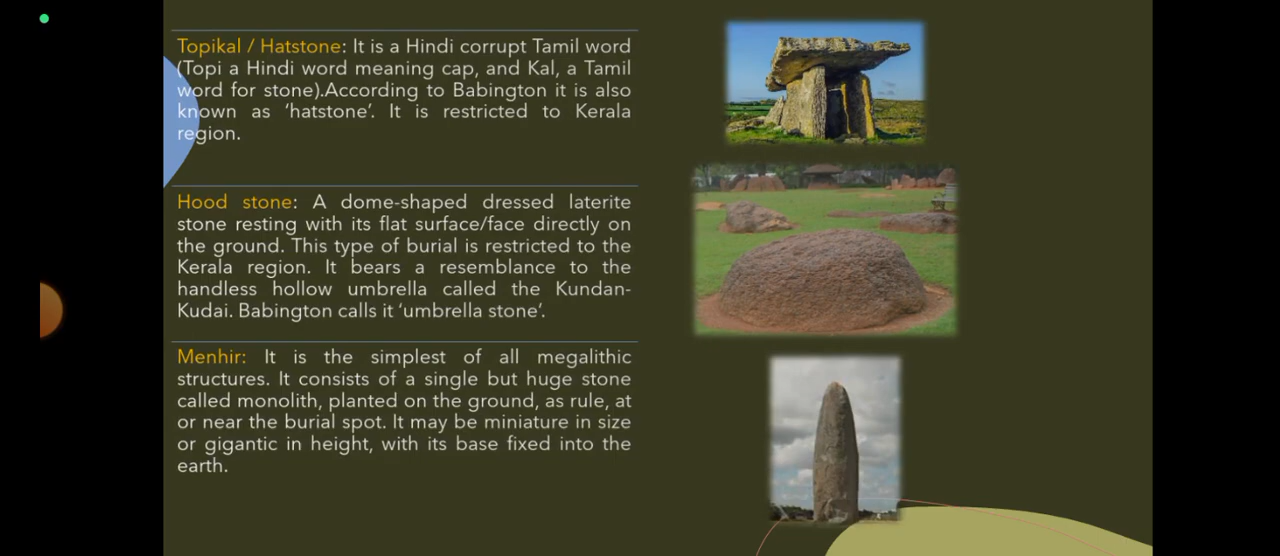 Topikal / Hatstone: It is a Hindi corrupt Tamil word
(Topi a Hindi word meaning cap, and Kal, a Tamil
word for stone).According to Babington it is also
known as ‘hatstone’. It is restricted to Kerala
region.
Hood stone: A dome-shaped dressed laterite
stone resting with its flat surface/face directly on
the ground. This type of burial is restricted to the
Kerala region. It bears a resemblance to the
handless hollow umbrella called the Kundan-
Kudai. Babington calls it ‘umbrella stone’.
Menhir: It is the simplest of all megalithic
structures. It consists of a single but huge stone
called monolith, planted on the ground, as rule, at
or near the burial spot. It may be miniature in size
or gigantic in height, with its base fixed into the
earth.